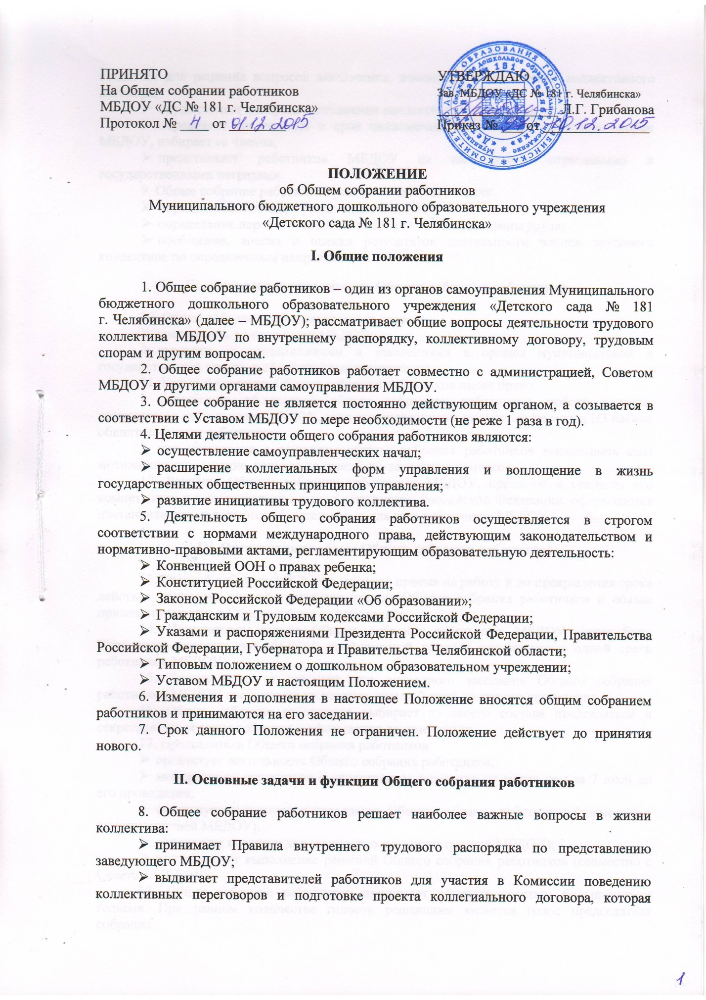 ПРИНЯТО
На Общем собрании работников
МБДОУ «ДС № 181 г. Челябинска»
Протокол № 4 от 01.12.2015
УТВЕРЖДАЮ
Зав. МБДОУ «ДС № 181 г. Челябинска»
Л.Г. Грибанова
Приказ № от 10.12.2015
ПОЛОЖЕНИЕ
об Общем собрании работников
Муниципального бюджетного дошкольного образовательного учреждения
«Детского сада № 181 г. Челябинска»
I. Общие положения
1. Общее собрание работников – один из органов самоуправления Муниципального
бюджетного дошкольного образовательного учреждения «Детского сада № 181
г. Челябинска» (далее – МБДОУ); рассматривает общие вопросы деятельности трудового
коллектива МБДОУ по внутреннему распорядку, коллективному договору, трудовым
спорам и другим вопросам.
2. Общее собрание работников работает совместно с администрацией, Советом
МБДОУ и другими органами самоуправления МБДОУ.
3. Общее собрание не является постоянно действующим органом, а созывается в
соответствии с Уставом МБДОУ по мере необходимости (не реже 1 раза в год).
4. Целями деятельности общего собрания работников являются:
➢ осуществление самоуправленческих начал;
➢ расширение коллегиальных форм управления и воплощение в жизнь
государственных общественных принципов управления;
➢ развитие инициативы трудового коллектива.
5. Деятельность общего собрания работников осуществляется в строгом
соответствии с нормами международного права, действующим законодательством и
нормативно-правовыми актами, регламентирующим образовательную деятельность:
➢ Конвенцией ООН о правах ребенка;
➢ Конституцией Российской Федерации;
➢ Законом Российской Федерации «Об образовании»;
➢ Гражданским и Трудовым кодексами Российской Федерации;
➢ Указами и распоряжениями Президента Российской Федерации, Правительства
Российской Федерации, Губернатора и Правительства Челябинской области;
➢ Типовым положением о дошкольном образовательном учреждении;
➢ Уставом МБДОУ и настоящим Положением.
6. Изменения и дополнения в настоящее Положение вносятся общим собранием
работников и принимаются на его заседании.
7. Срок данного Положения не ограничен. Положение действует до принятия
нового.
II. Основные задачи и функции Общего собрания работников
8. Общее собрание работников решает наиболее важные вопросы в жизни
коллектива:
➢ принимает Правила внутреннего трудового распорядка по представлению
заведующего МБДОУ;
➢ выдвигает представителей работников для участия в Комиссии поведению
коллективных переговоров и подготовке проекта коллегиального договора, которая
1